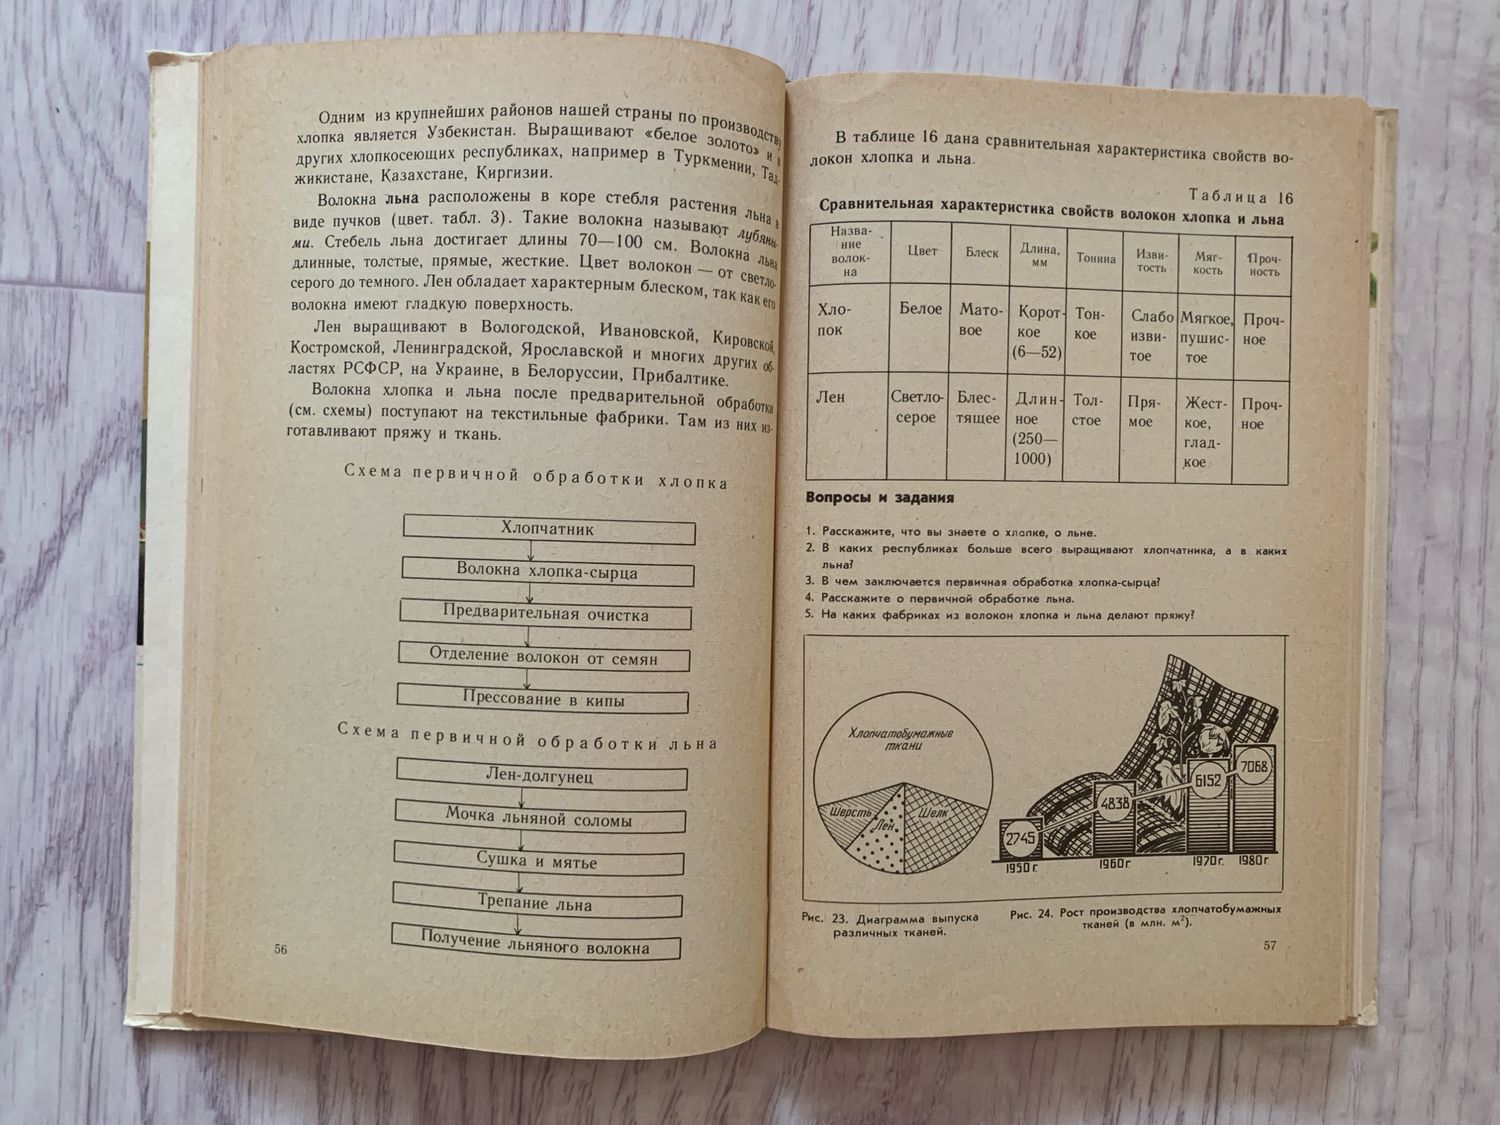 Одним из крупнейших районов нашей страны по производству
хлопка является Узбекистан. Выращивают «белое золото» и в
других хлопкосеющих республиках, например в Туркмении, Тад-
жикистане, Казахстане, Киргизии.
Волокна льна расположены в коре стебля растения льна в
виде пучков (цвет. табл. 3). Такие волокна называют лубяны-
ми. Стебель льна достигает длины 70—100 см. Волокна льна
длинные, толстые, прямые, жесткие. Цвет волокон — от светло-
серого до темного. Лен обладает характерным блеском, так как его
волокна имеют гладкую поверхность.
Лен выращивают в Вологодской, Ивановской, Кировской,
Костромской, Ленинградской, Ярославской и многих других об-
ластях РСФСР, на Украине, в Белоруссии, Прибалтике.
Волокна хлопка и льна после предварительной обработки
(см. схемы) поступают на текстильные фабрики. Там из них из-
готавливают пряжу и ткань.
Схема первичной обработки хлопка
Хлопчатник
Волокна хлопка-сырца
Предварительная очистка
Отделение волокон от семян
Прессование в кипы
Схема первичной обработки льна
Лен-долгунец
Мочка льняной соломы
Сушка и мятье
Трепание льна
Получение льняного волокна
56
В таблице 16 дана сравнительная характеристика свойств во-
локон хлопка и льна.
Таблица 16
Сравнительная характеристика свойств волокон хлопка и льна
Назва-
ние
волок-
на
Цвет
Блеск
Длина,
мм
Тонина
Изви-
тость
Мяг-
кость
Проч-
ность
Хло-
пок
Белое
Мато-
вое
Корот-
кое
(6—52)
Тон-
кое
Слабо
изви-
тое
Мягкое,
пушис-
тое
Проч-
ное
Лен
Светло-
серое
Блес-
тящее
Длин-
ное
(250—
1000)
Тол-
стое
Пря-
мое
Жест-
кое,
глад-
кое
Проч-
ное
Вопросы и задания
1. Расскажите, что вы знаете о хлопке, о льне.
2. В каких республиках больше всего выращивают хлопчатника, а в каких
льна?
3. В чем заключается первичная обработка хлопка-сырца?
4. Расскажите о первичной обработке льна.
5. На каких фабриках из волокон хлопка и льна делают пряжу?
Хлопчатобумажные
ткани
Шерсть
Лен
Шелк
2745
4838
6152
7068
1950 г.
1960 г.
1970 г.
1980 г.
Рис. 23. Диаграмма выпуска
различных тканей.
Рис. 24. Рост производства хлопчатобумажных
тканей (в млн. м²).
57